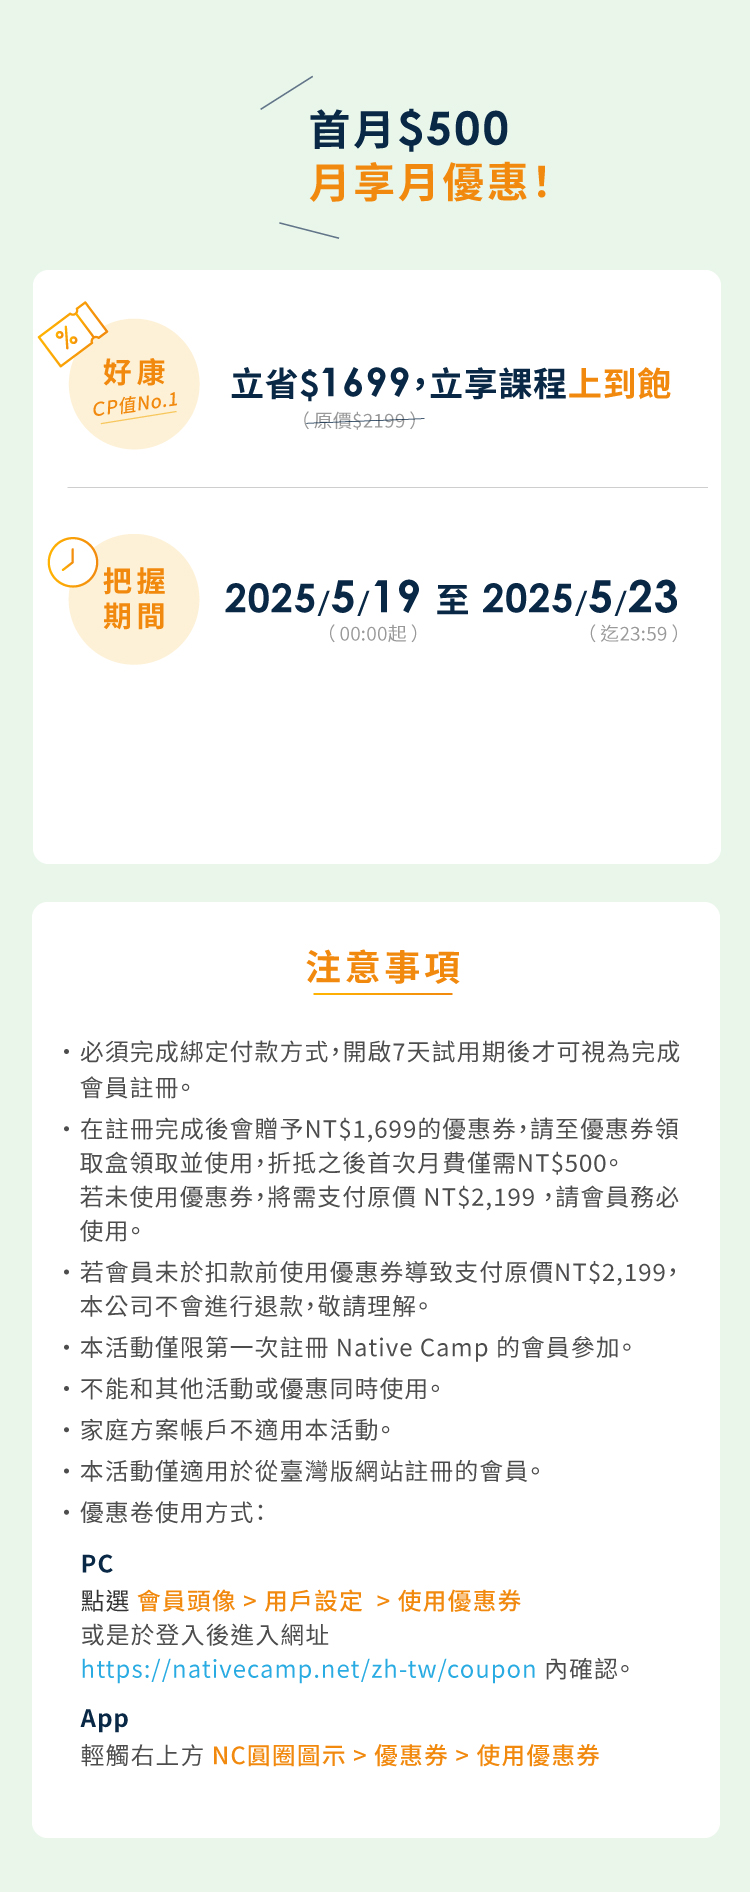 首月$500
月享月優惠！
好康
CP值No.1
立省$1699，立享課程上到飽
（原價$2199）
把握
期間
2025/5/19 至 2025/5/23
（00:00起）
（迄23:59）
注意事項
・必須完成綁定付款方式，開啟7天試用期後才可視為完成
會員註冊。
・在註冊完成後會贈予NT$1,699的優惠券，請至優惠券領
取盒領取並使用，折抵之後首次月費僅需NT$500。
若未使用優惠券，將需支付原價 NT$2,199 ，請會員務必
使用。
・若會員未於扣款前使用優惠券導致支付原價NT$2,199，
本公司不會進行退款，敬請理解。
・本活動僅限第一次註冊 Native Camp 的會員參加。
・不能和其他活動或優惠同時使用。
・家庭方案帳戶不適用本活動。
・本活動僅適用於從臺灣版網站註冊的會員。
・優惠卷使用方式：
PC
點選 會員頭像 > 用戶設定 > 使用優惠券
或是於登入後進入網址
https://nativecamp.net/zh-tw/coupon 內確認。
App
輕觸右上方 NC圓圈圖示 > 優惠券 > 使用優惠券